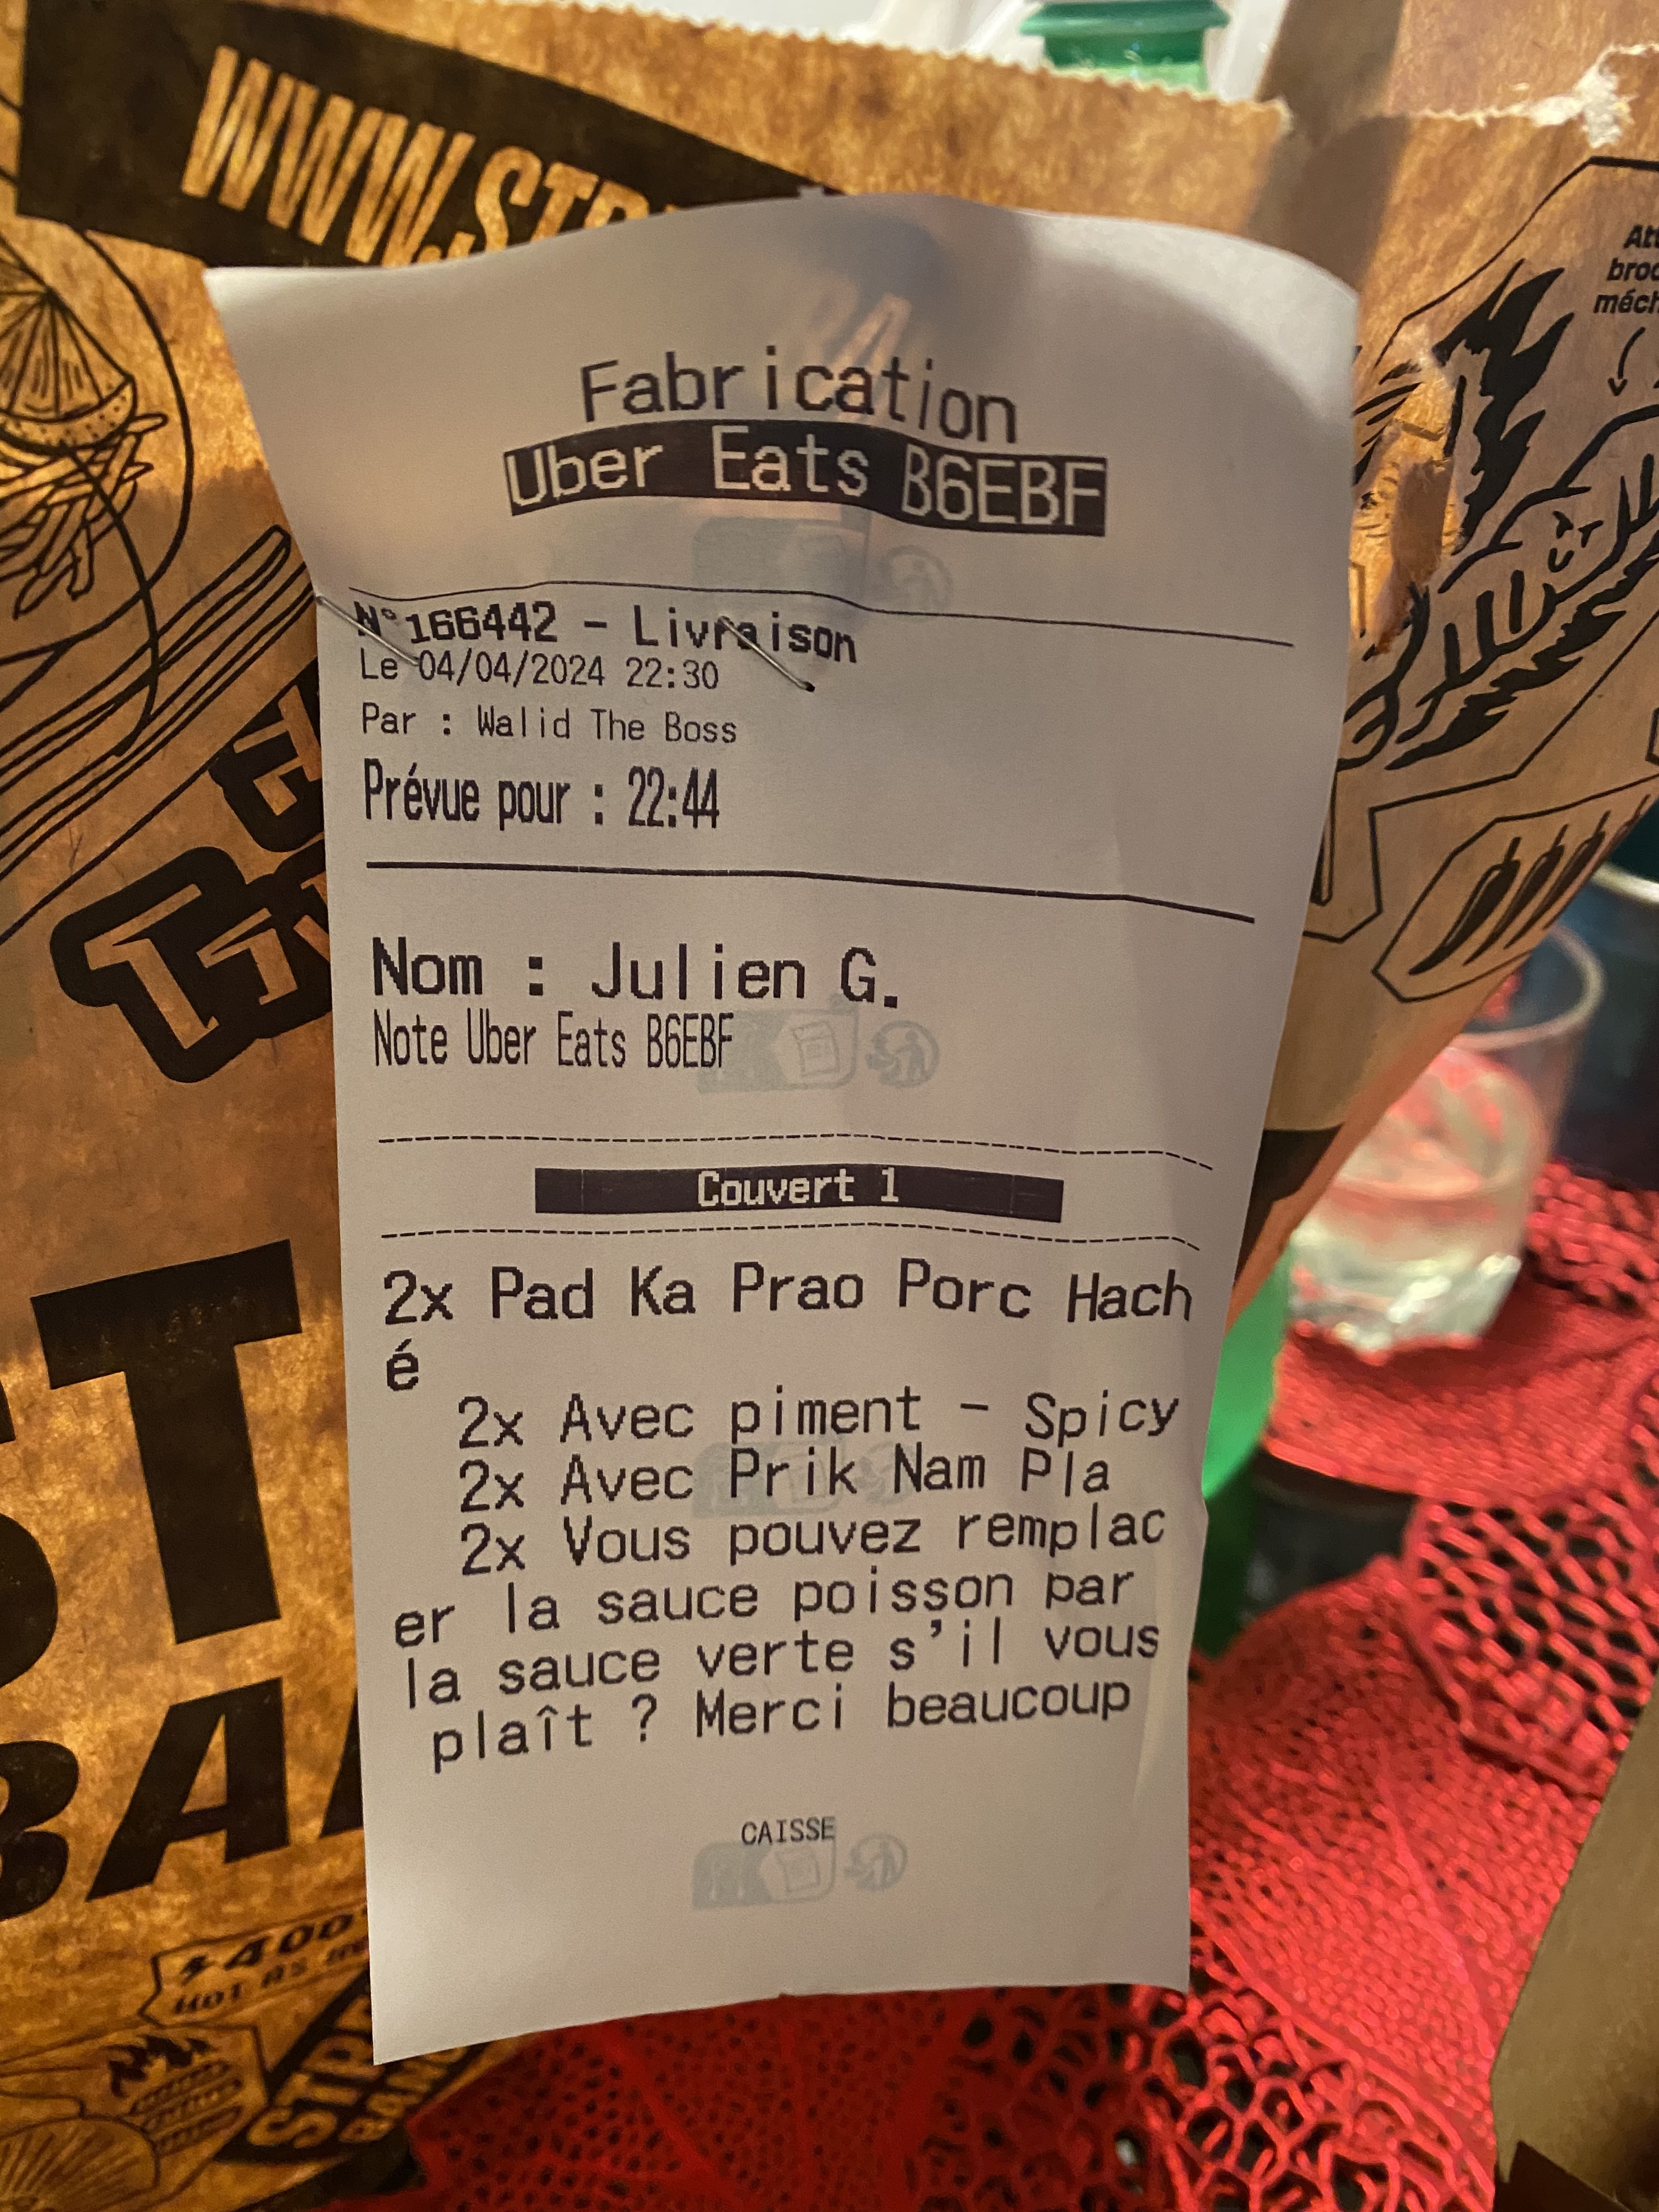 WWW.STR
Fabrication
Uber Eats B6EBF
N°166442 - Livraison
Le 04/04/2024 22:30
Par : Walid The Boss
Prévue pour : 22:44
Nom : Julien G.
Note Uber Eats B6EBF
Couvert 1
2x Pad Ka Prao Porc Hach
é
2x Avec piment - Spicy
2x Avec Prik Nam Pla
2x Vous pouvez remplac
er la sauce poisson par
la sauce verte s'il vous
plaît ? Merci beaucoup
CAISSE
HOT AS